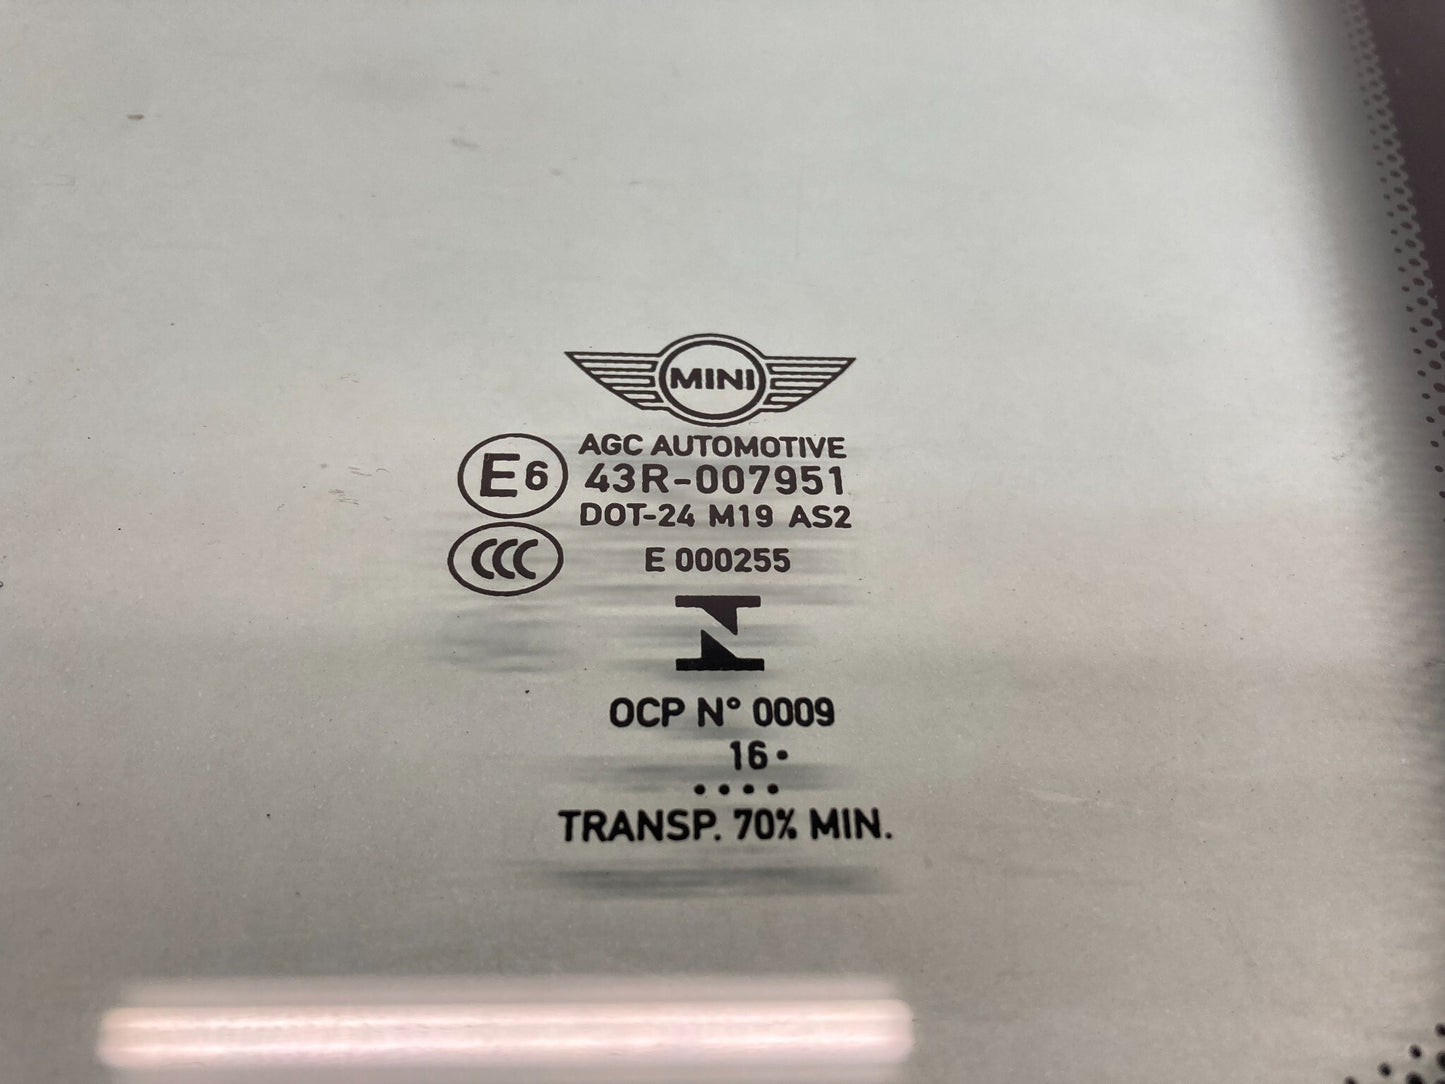 MINI
AGC AUTOMOTIVE
E6 43R-007951
DOT-24 M19 AS2
CCC E 000255
OCP N° 0009
16 •
• • • •
TRANSP. 70% MIN.